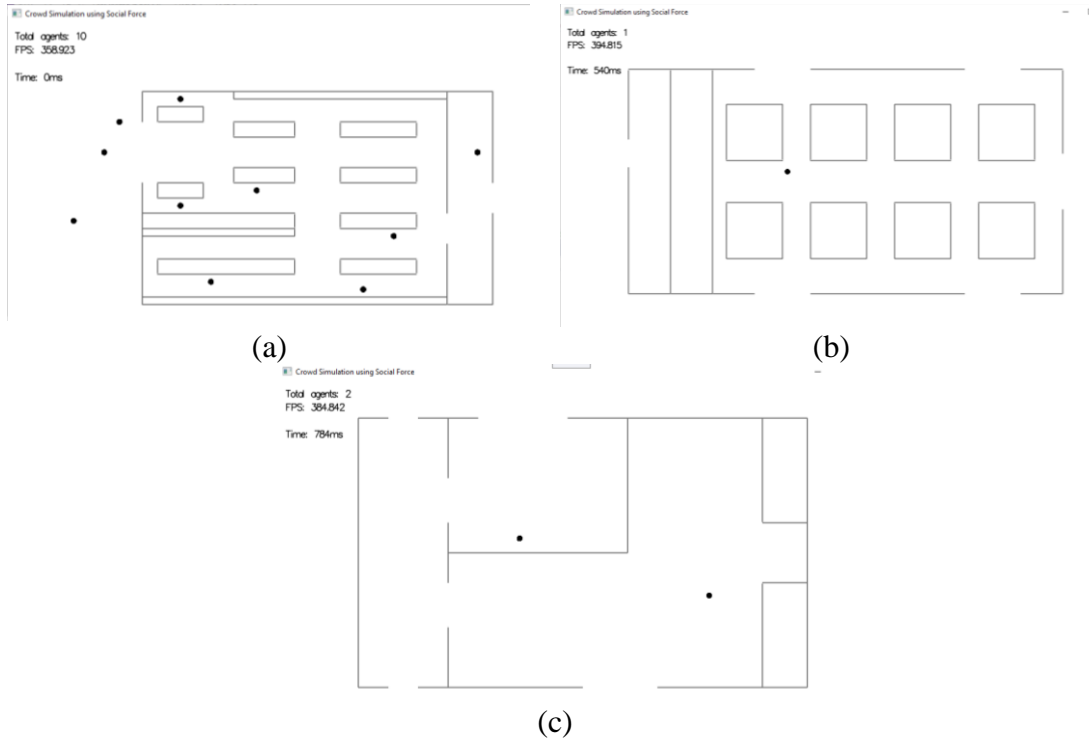 Crowd Simulation using Social Force
Total agents: 10
FPS: 358.923
Time: 0ms
(a)
Crowd Simulation using Social Force
Total agents: 1
FPS: 394.815
Time: 540ms
(b)
Crowd Simulation using Social Force
Total agents: 2
FPS: 384.842
Time: 784ms
(c)